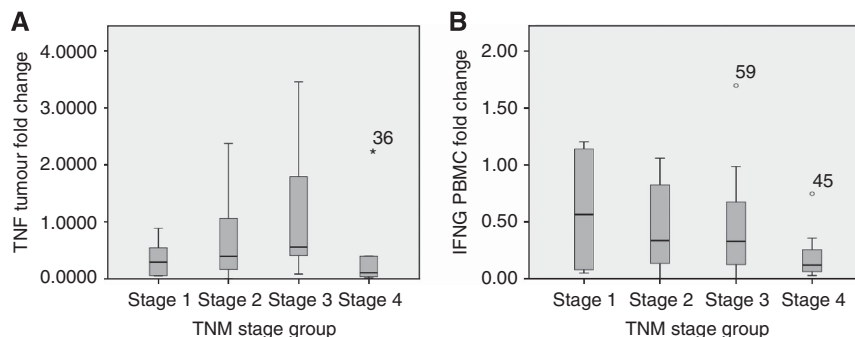 A
TNF tumour fold change
4.0000
3.0000
2.0000
1.0000
0.0000
36
*
Stage 1 Stage 2 Stage 3 Stage 4
TNM stage group
B
IFNG PBMC fold change
2.00
1.50
1.00
0.50
0.00
59
45
Stage 1 Stage 2 Stage 3 Stage 4
TNM stage group